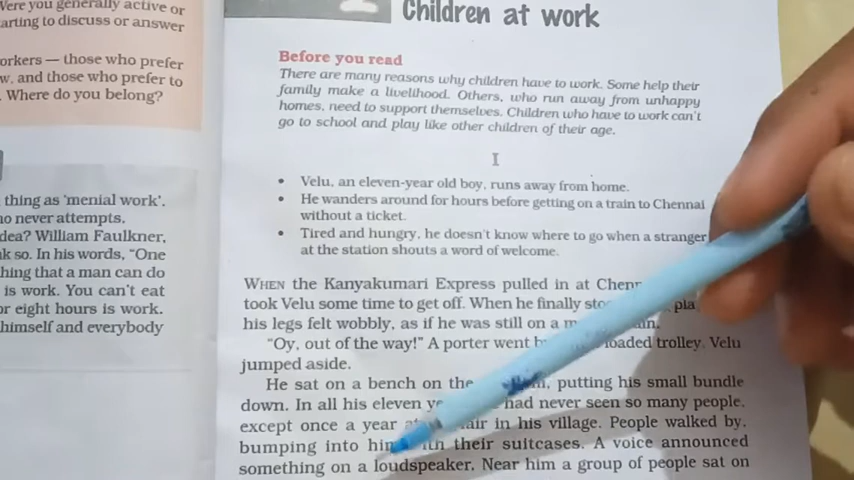 Were you generally active or
arting to discuss or answer
orkers — those who prefer
w, and those who prefer to
. Where do you belong?
thing as 'menial work'.
no never attempts.
dea? William Faulkner,
k so. In his words, "One
hing that a man can do
is work. You can't eat
or eight hours is work.
himself and everybody
Children at work
Before you read
There are many reasons why children have to work. Some help their
family make a livelihood. Others, who run away from unhappy
homes, need to support themselves. Children who have to work can't
go to school and play like other children of their age.
I
• Velu, an eleven-year old boy, runs away from home.
• He wanders around for hours before getting on a train to Chennai
without a ticket.
• Tired and hungry, he doesn't know where to go when a stranger
at the station shouts a word of welcome.
WHEN the Kanyakumari Express pulled in at Chenn
took Velu some time to get off. When he finally sto pla
his legs felt wobbly, as if he was still on a m in.
"Oy, out of the way!" A porter went b loaded trolley. Velu
jumped aside.
He sat on a bench on the , putting his small bundle
down. In all his eleven ye had never seen so many people,
except once a year at air in his village. People walked by,
bumping into him ith their suitcases. A voice announced
something on a loudspeaker. Near him a group of people sat on